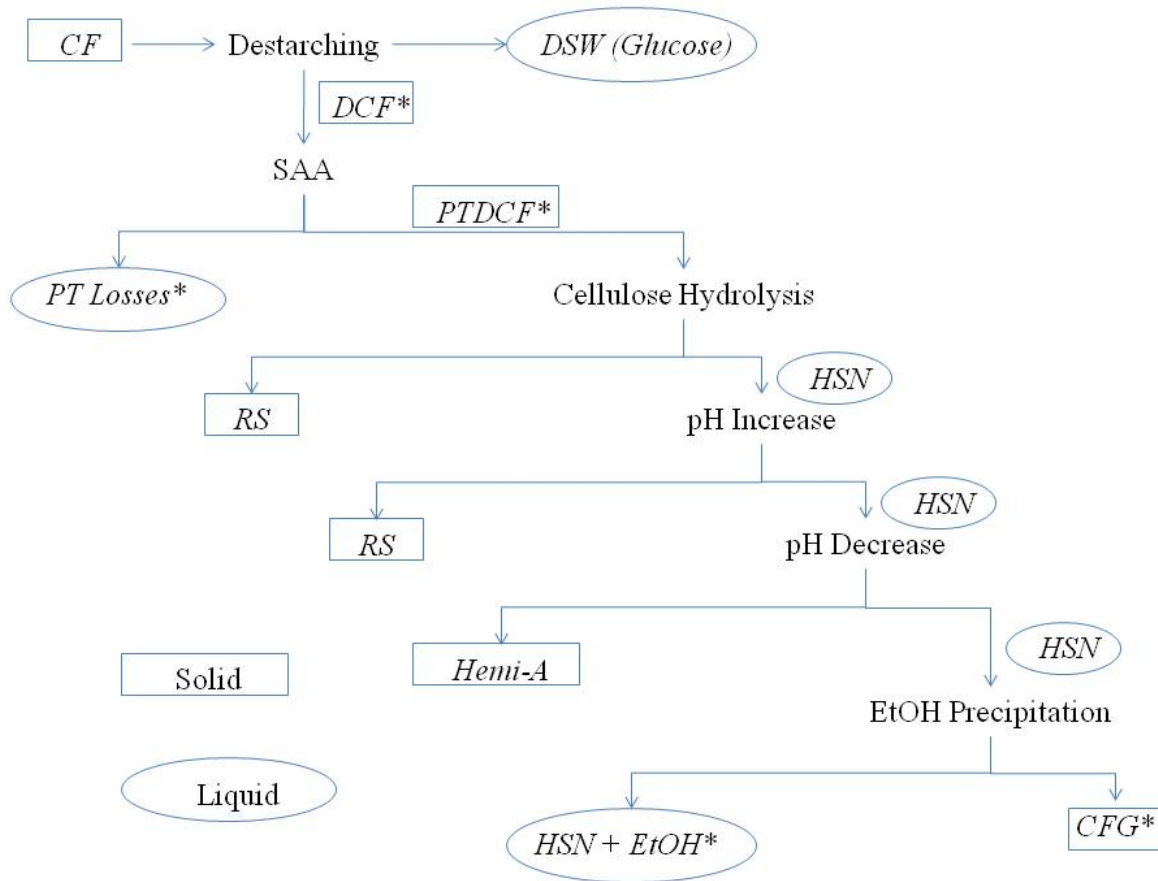 CF
Destarching
DSW (Glucose)
DCF*
SAA
PTDCF*
PT Losses*
Cellulose Hydrolysis
HSN
RS
pH Increase
HSN
RS
pH Decrease
HSN
Hemi-A
Solid
EtOH Precipitation
Liquid
CFG*
HSN + EtOH*